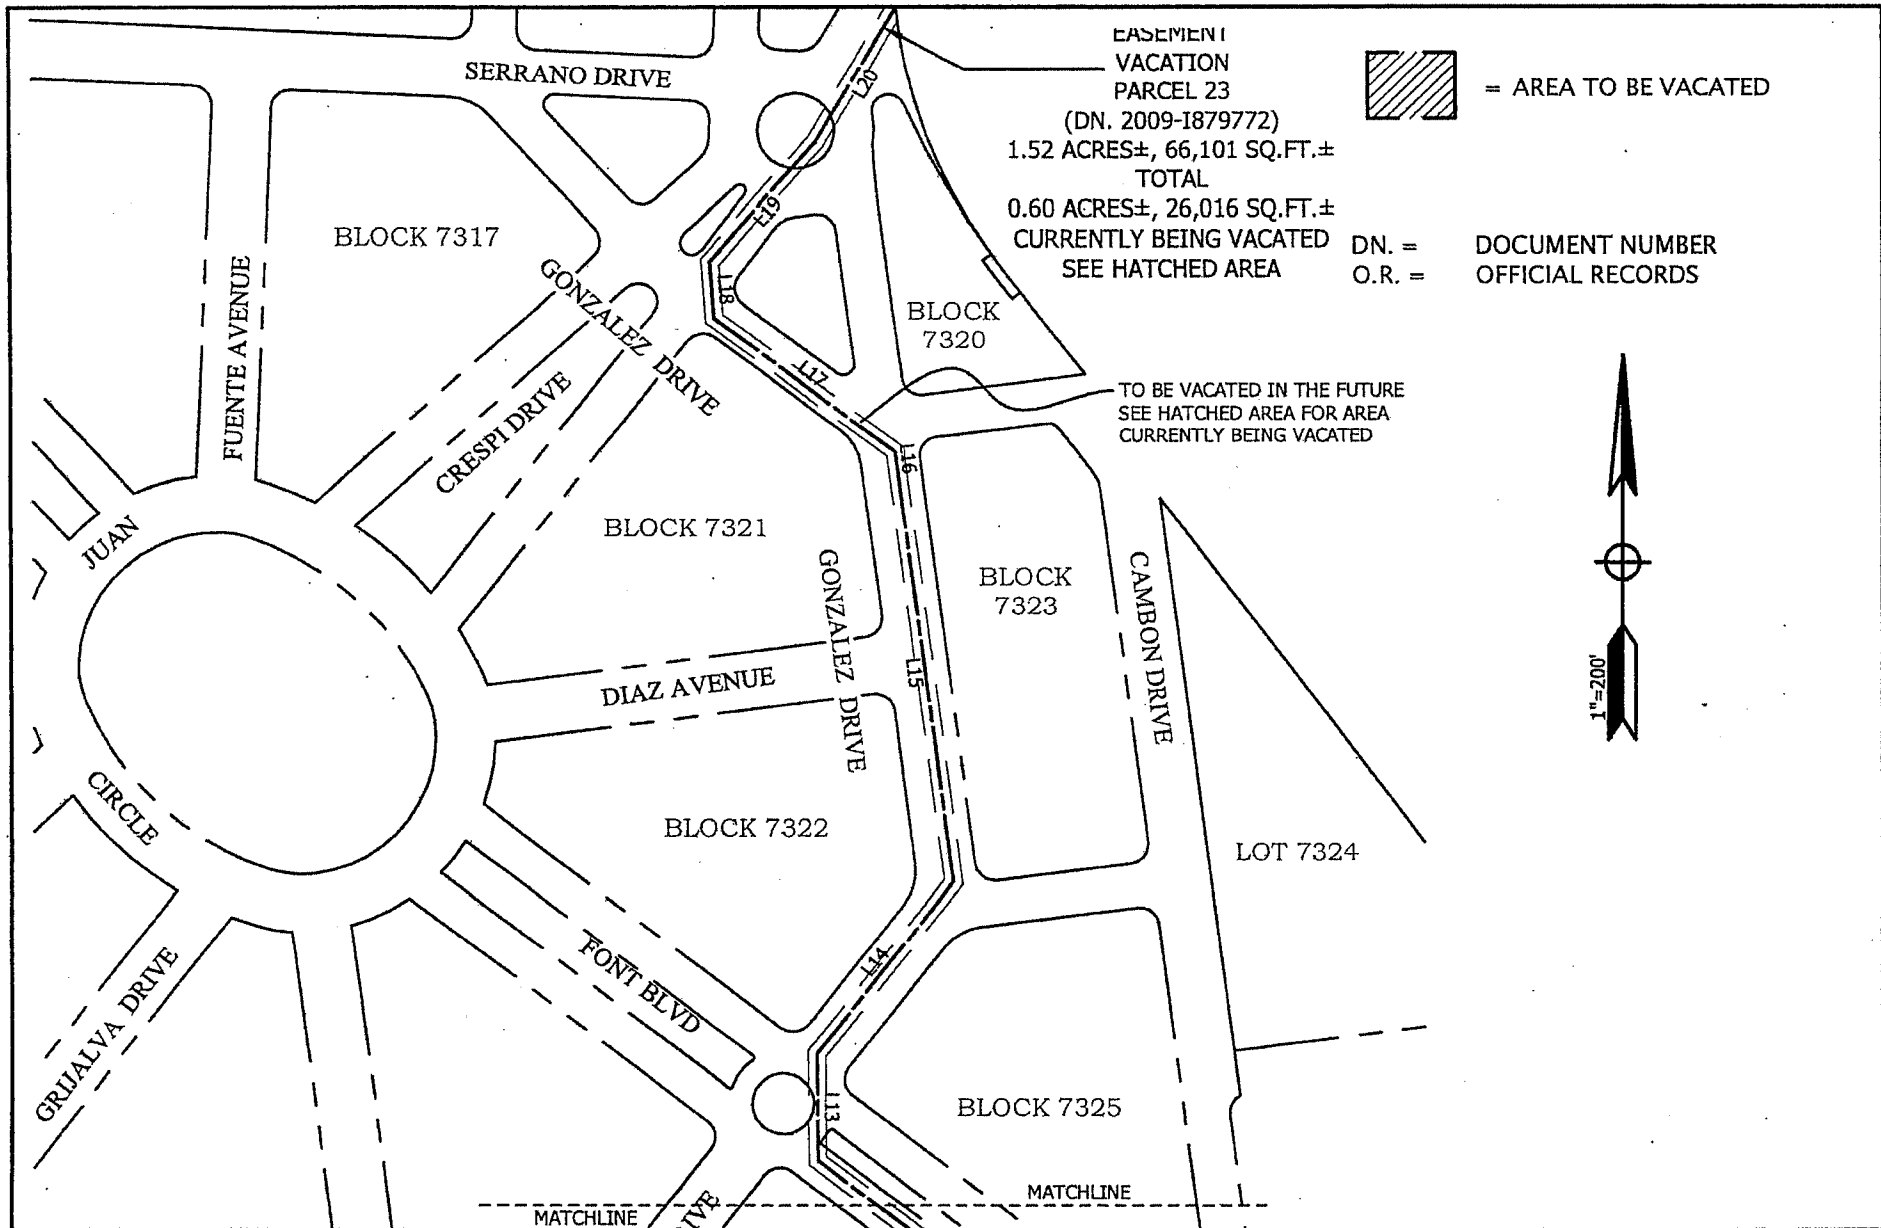 EASEMENT
VACATION
PARCEL 23
(DN. 2009-I879772)
1.52 ACRES±, 66,101 SQ.FT.±
TOTAL
0.60 ACRES±, 26,016 SQ.FT.±
CURRENTLY BEING VACATED
SEE HATCHED AREA
= AREA TO BE VACATED
DN. = DOCUMENT NUMBER
O.R. = OFFICIAL RECORDS
SERRANO DRIVE
L20
L19
BLOCK 7317
GONZALEZ DRIVE
L18
BLOCK
7320
FUENTE AVENUE
CRESPI DRIVE
L17
TO BE VACATED IN THE FUTURE
SEE HATCHED AREA FOR AREA
CURRENTLY BEING VACATED
L16
JUAN
BLOCK 7321
BLOCK
7323
GONZALEZ DRIVE
CAMBON DRIVE
1"=200'
DIAZ AVENUE
L15
CIRCLE
BLOCK 7322
LOT 7324
FONT BLVD
L14
GRIJALVA DRIVE
L13
BLOCK 7325
MATCHLINE
MATCHLINE
IVE